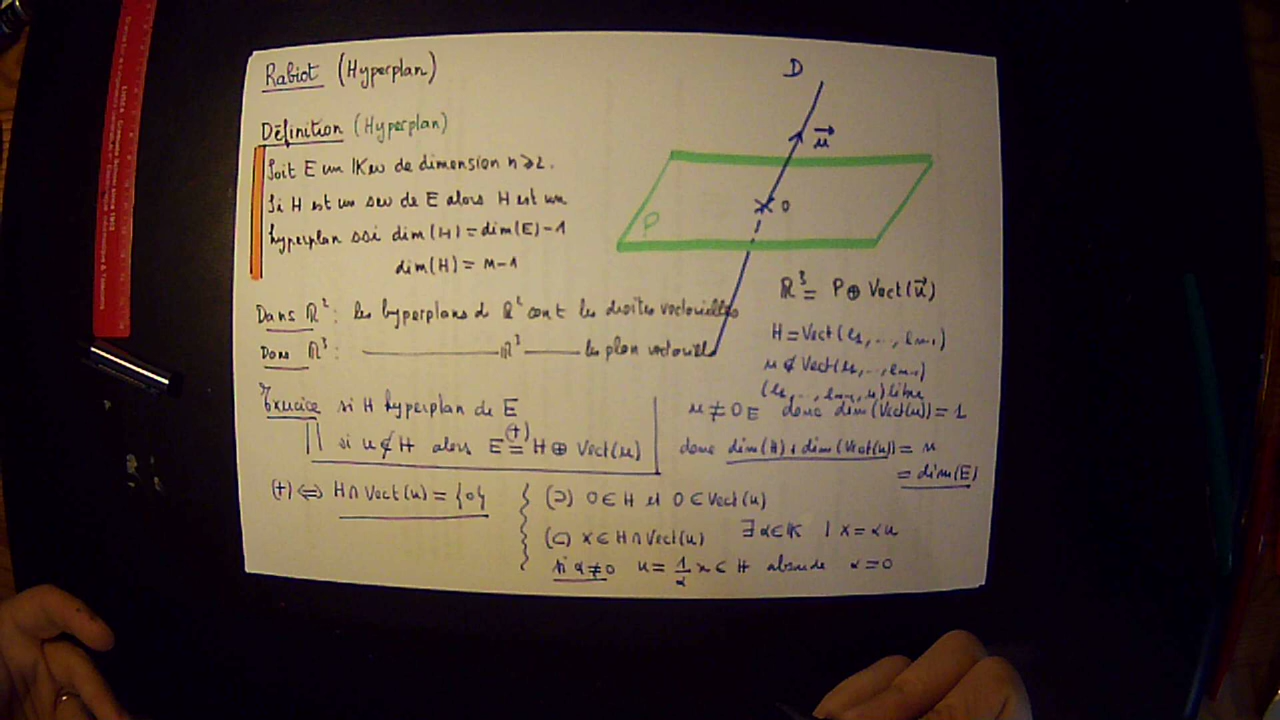 Rabiot (Hyperplan)
Définition (Hyperplan)
Soit E un IKev de dimension n⩾2.
Si H est un sev de E alors H est un
hyperplan ssi dim(H) = dim(E)-1
dim(H) = n-1
Dans ℝ²: les hyperplans d ℝ² sont les droites vectorielles
Dans ℝ³: ——— ℝ³ ——— les plan vectoriels
D
u⃗
O
P
ℝ³ = P ⊕ Vect(u⃗)
H = Vect(e₁, ..., eₙ₋₁)
u ∉ Vect(e₁, ..., eₙ₋₁)
(e₁, ..., eₙ₋₁, u) libre
Exercice si H hyperplan de E
si u ∉ H alors E (+)= H ⊕ Vect(u)
u ≠ 0E donc dim(Vect(u)) = 1
donc dim(H) + dim(Vect(u)) = n
= dim(E)
(+) ⇔ H ∩ Vect(u) = {0}
(⊃) 0 ∈ H et 0 ∈ Vect(u)
(⊂) x ∈ H ∩ Vect(u) ∃ α ∈ IK | x = αu
si α ≠ 0 u = 1/α x ∈ H absurde α = 0